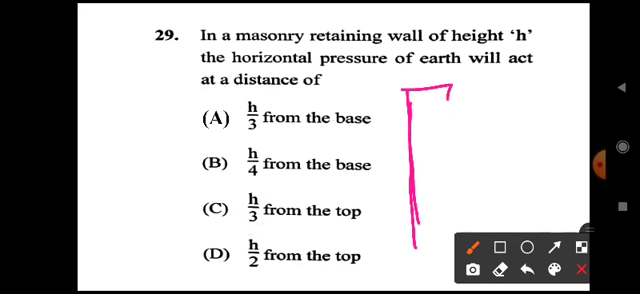 29. In a masonry retaining wall of height 'h'
the horizontal pressure of earth will act
at a distance of
(A) h/3 from the base
(B) h/4 from the base
(C) h/3 from the top
(D) h/2 from the top